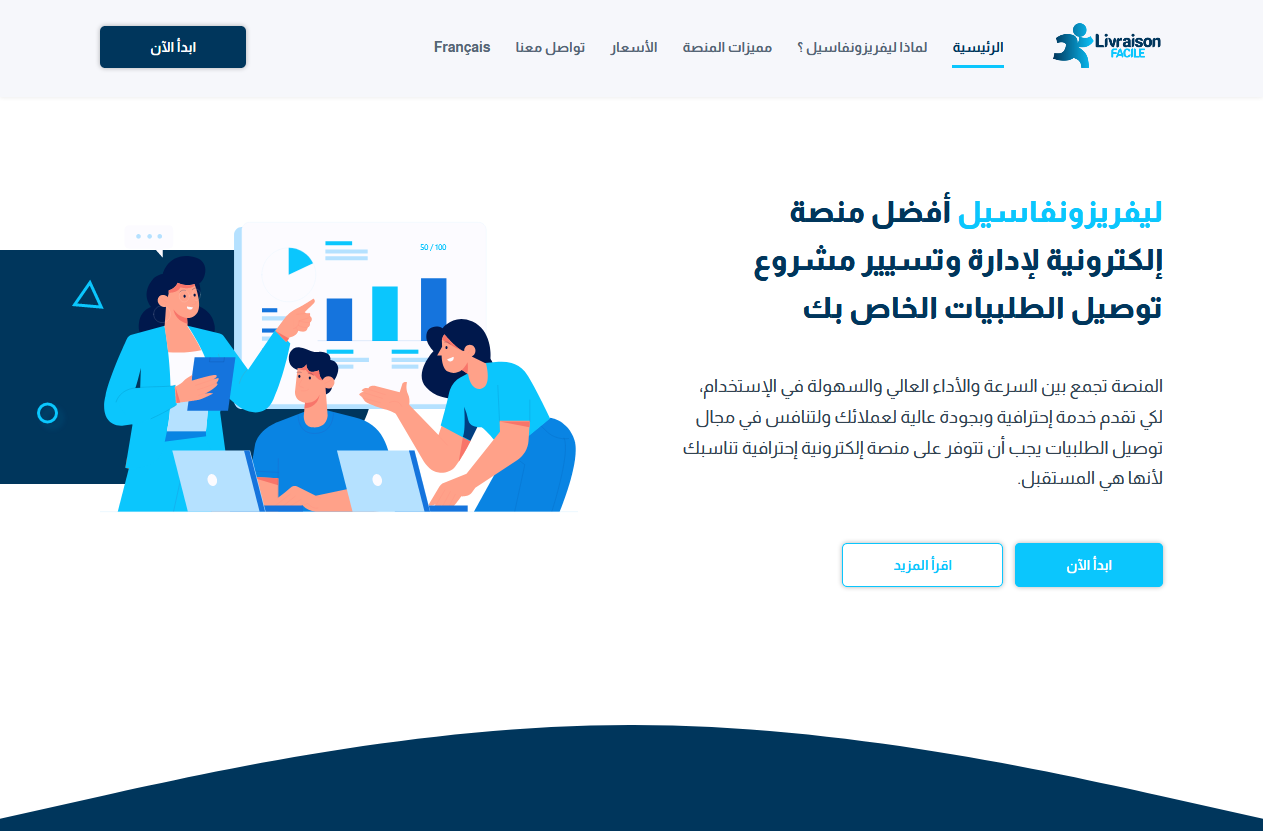 Livraison
FACILE
الرئيسية
لماذا ليفريزونفاسيل ؟
مميزات المنصة
الأسعار
تواصل معنا
Français
ابدأ الآن
ليفريزونفاسيل أفضل منصة
إلكترونية لإدارة وتسيير مشروع
توصيل الطلبيات الخاص بك
المنصة تجمع بين السرعة والأداء العالي والسهولة في الإستخدام،
لكي تقدم خدمة إحترافية وبجودة عالية لعملائك ولتنافس في مجال
توصيل الطلبيات يجب أن تتوفر على منصة إلكترونية إحترافية تناسبك
لأنها هي المستقبل.
ابدأ الآن
اقرأ المزيد
50 / 100